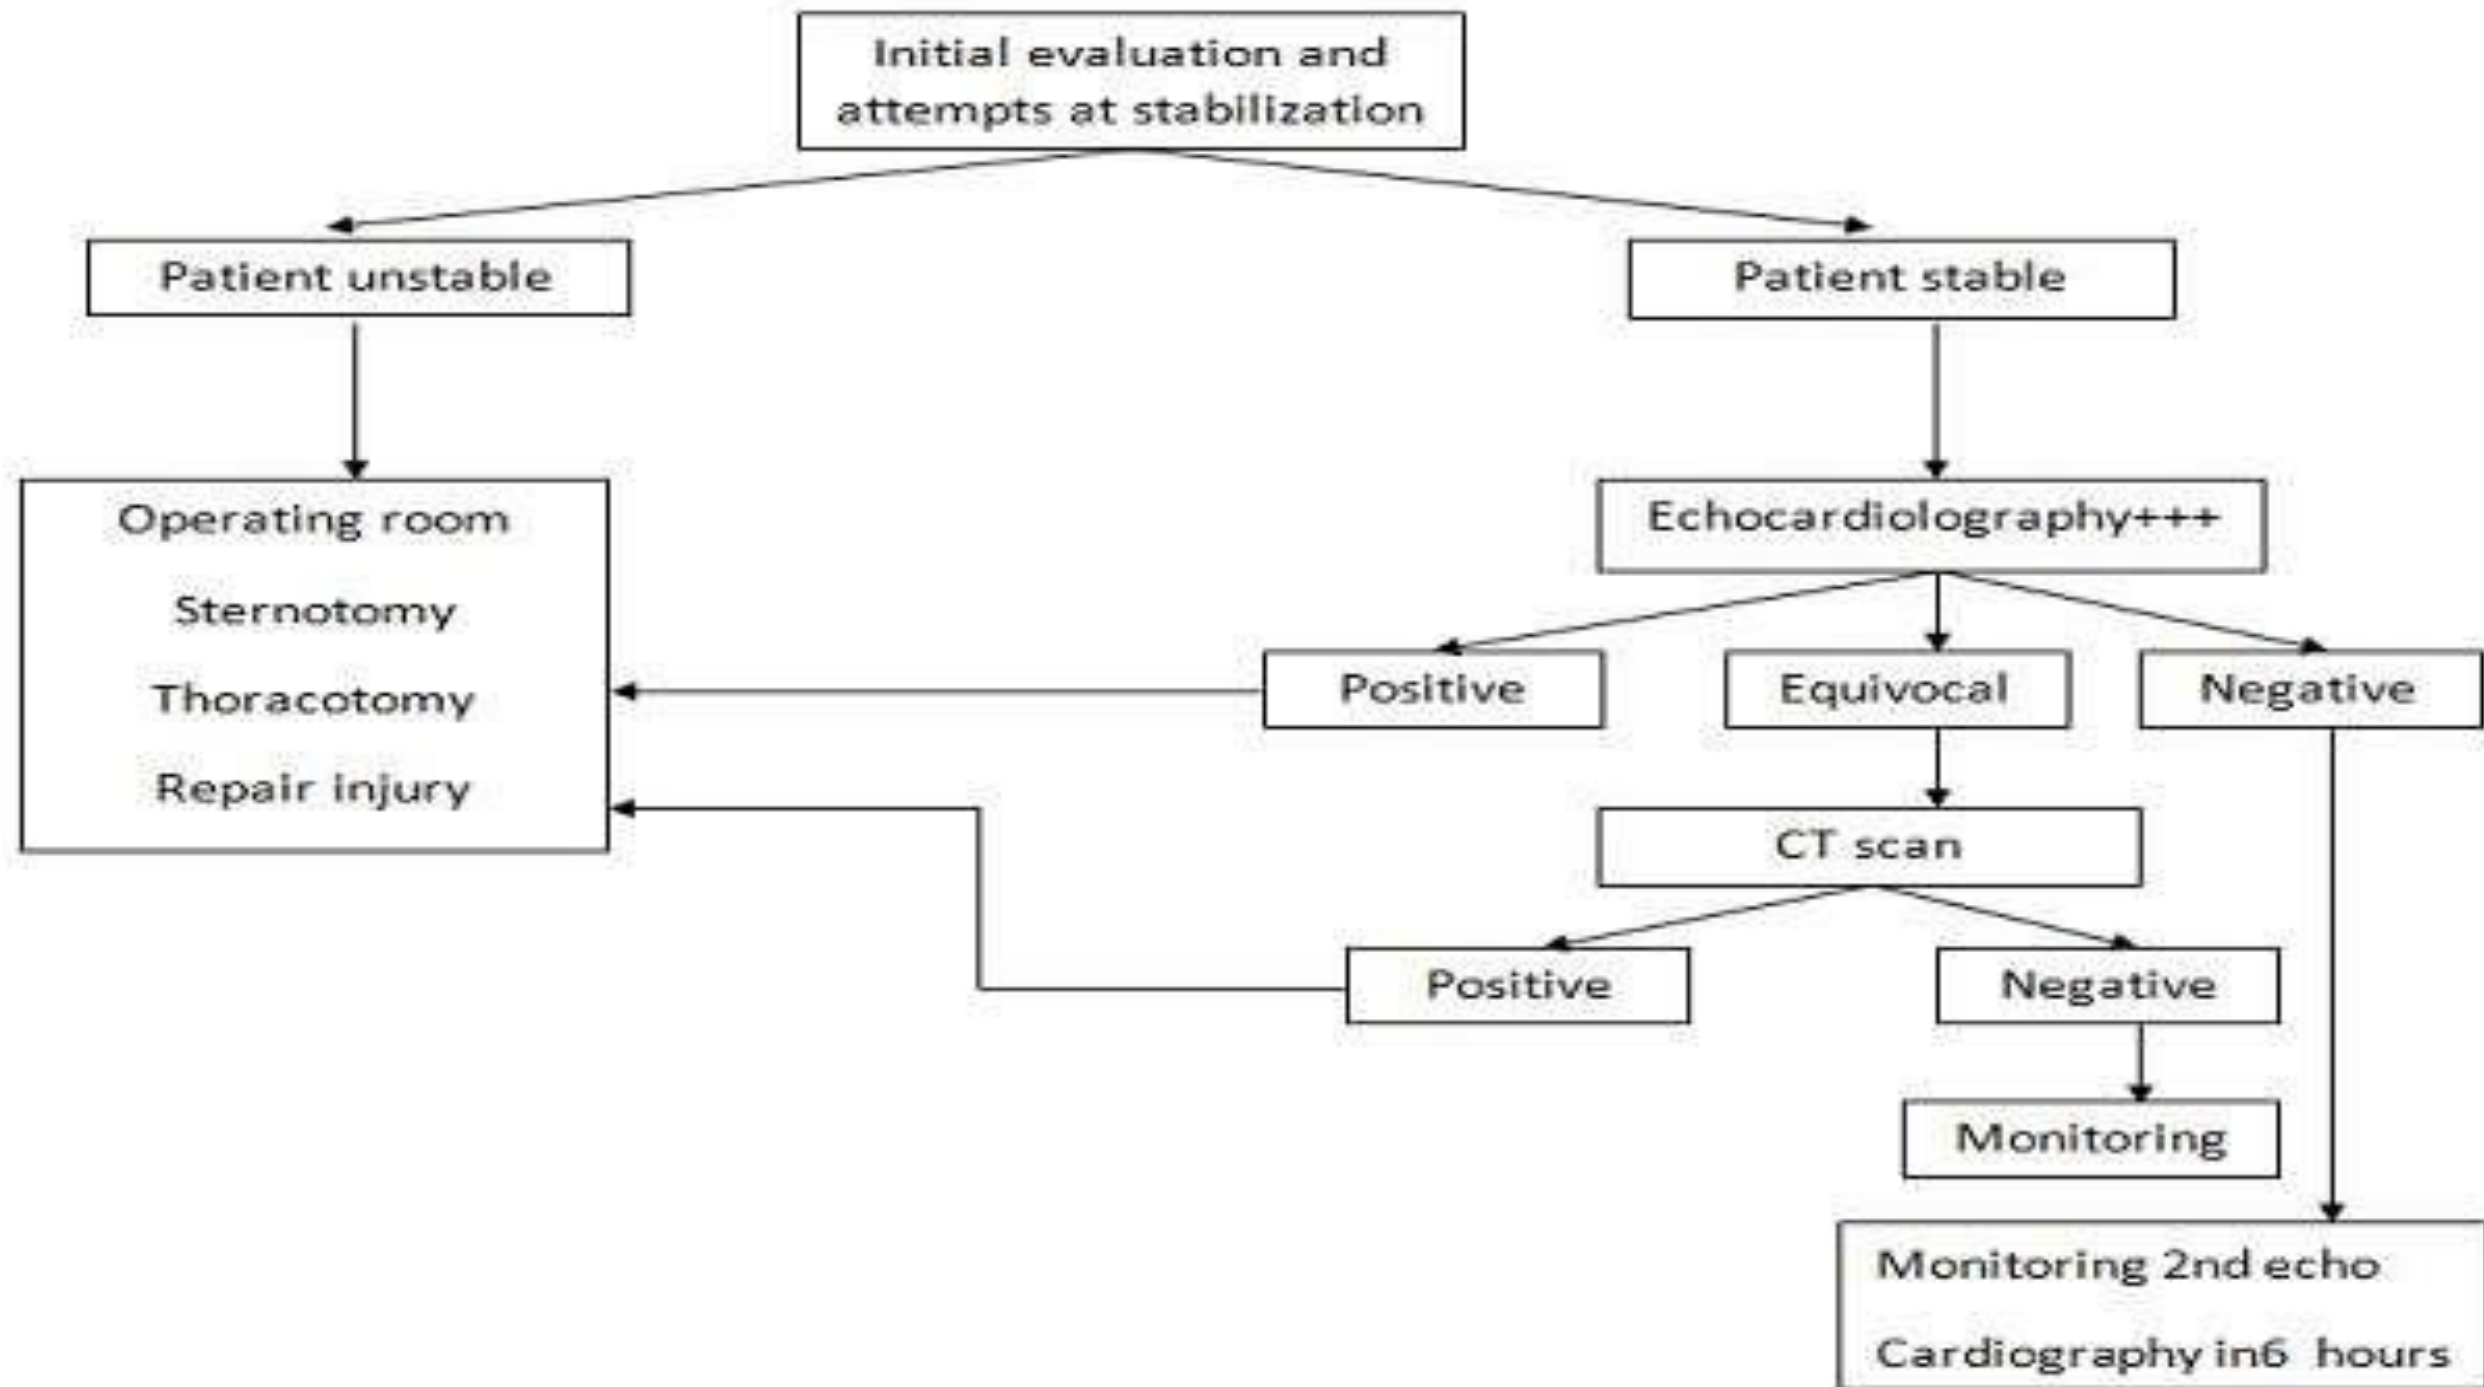 Initial evaluation and
attempts at stabilization
Patient unstable
Patient stable
Operating room
Sternotomy
Thoracotomy
Repair injury
Echocardiolography+++
Positive
Equivocal
Negative
CT scan
Positive
Negative
Monitoring
Monitoring 2nd echo
Cardiography in6 hours